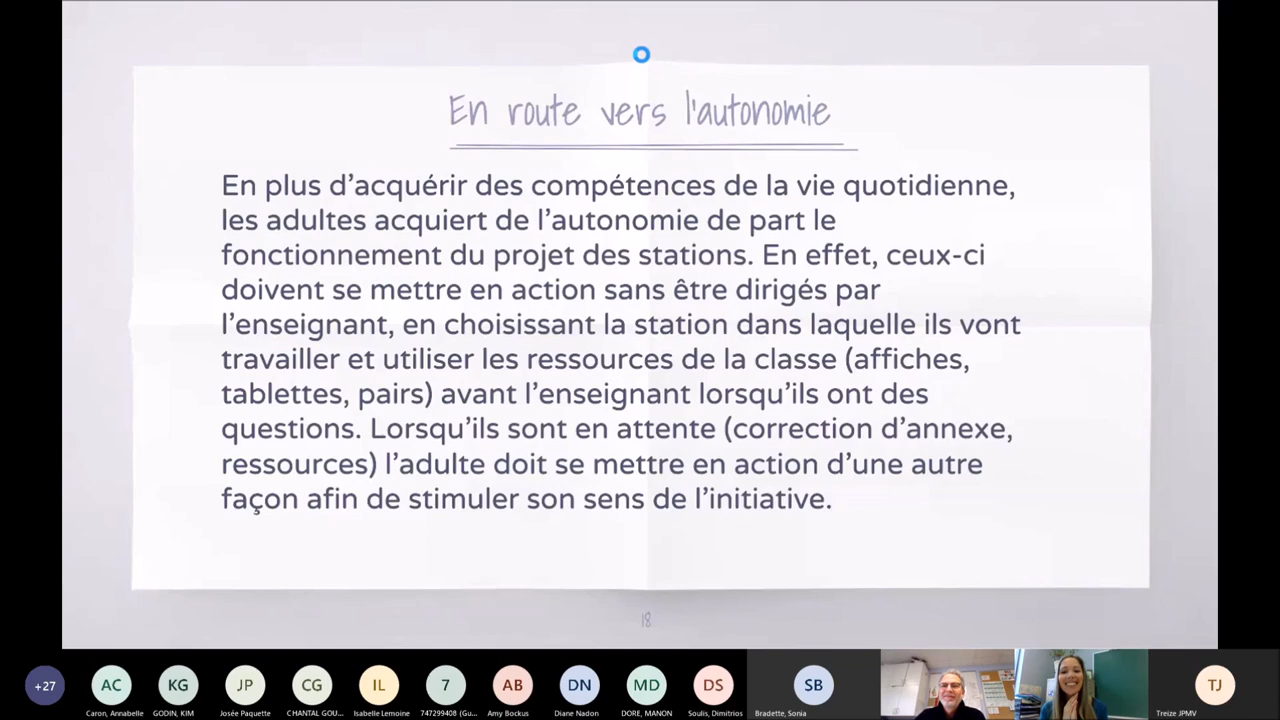 En route vers l'autonomie
En plus d'acquérir des compétences de la vie quotidienne,
les adultes acquiert de l'autonomie de part le
fonctionnement du projet des stations. En effet, ceux-ci
doivent se mettre en action sans être dirigés par
l'enseignant, en choisissant la station dans laquelle ils vont
travailler et utiliser les ressources de la classe (affiches,
tablettes, pairs) avant l'enseignant lorsqu'ils ont des
questions. Lorsqu'ils sont en attente (correction d'annexe,
ressources) l'adulte doit se mettre en action d'une autre
façon afin de stimuler son sens de l'initiative.
18
+27 AC KG JP CG IL 7 AB DN MD DS SB TJ
Caron, Annabelle GODIN, KIM Josée Paquette CHANTAL GOU... Isabelle Lemoine 747299408 (Gu... Amy Bockus Diane Nadon DORE, MANON Soulis, Dimitrios Bradette, Sonia Treize JPMV